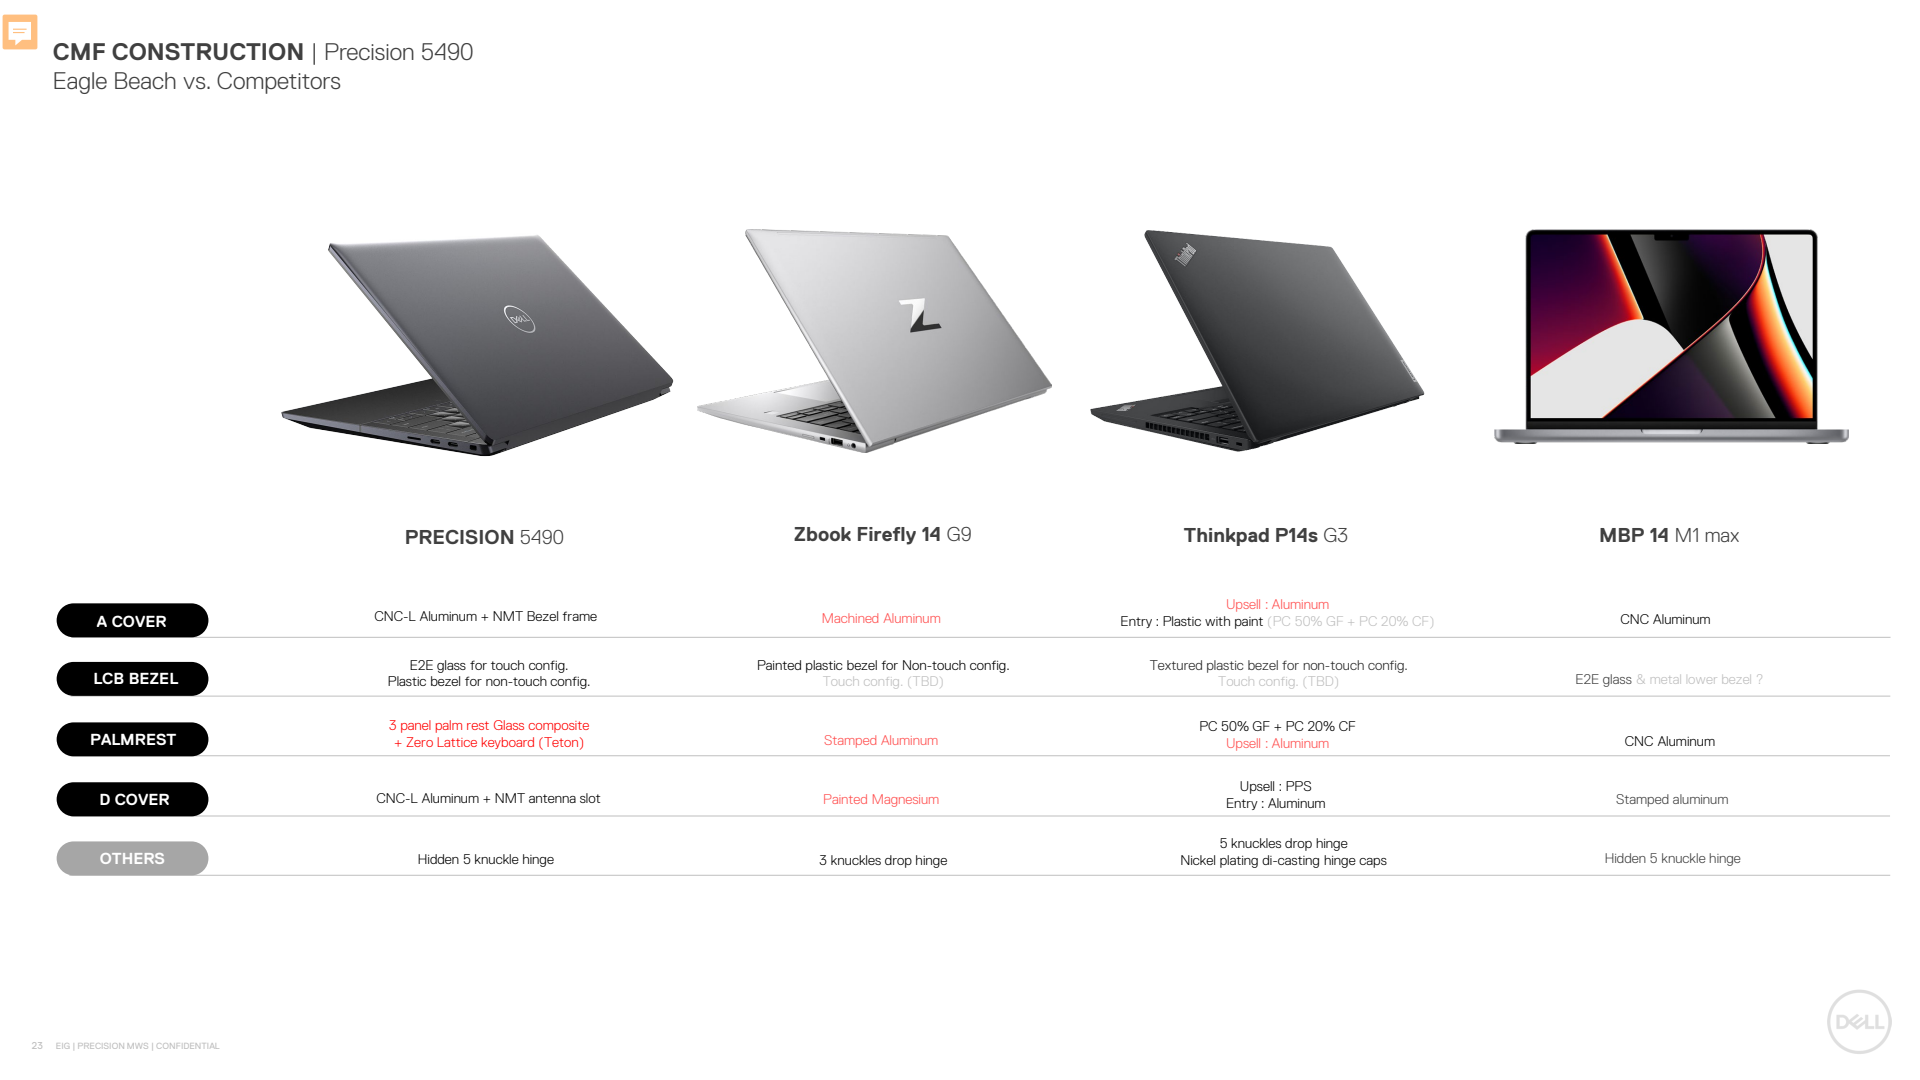 CMF CONSTRUCTION | Precision 5490
Eagle Beach vs. Competitors
DELL
ThinkPad
ThinkPad
PRECISION 5490
Zbook Firefly 14 G9
Thinkpad P14s G3
MBP 14 M1 max
A COVER
CNC-L Aluminum + NMT Bezel frame
Machined Aluminum
Upsell : Aluminum
Entry : Plastic with paint (PC 50% GF + PC 20% CF)
CNC Aluminum
LCB BEZEL
E2E glass for touch config.
Plastic bezel for non-touch config.
Painted plastic bezel for Non-touch config.
Touch config. (TBD)
Textured plastic bezel for non-touch config.
Touch config. (TBD)
E2E glass & metal lower bezel ?
PALMREST
3 panel palm rest Glass composite
+ Zero Lattice keyboard (Teton)
Stamped Aluminum
PC 50% GF + PC 20% CF
Upsell : Aluminum
CNC Aluminum
D COVER
CNC-L Aluminum + NMT antenna slot
Painted Magnesium
Upsell : PPS
Entry : Aluminum
Stamped aluminum
OTHERS
Hidden 5 knuckle hinge
3 knuckles drop hinge
5 knuckles drop hinge
Nickel plating di-casting hinge caps
Hidden 5 knuckle hinge
23 EIG | PRECISION MWS | CONFIDENTIAL
DELL